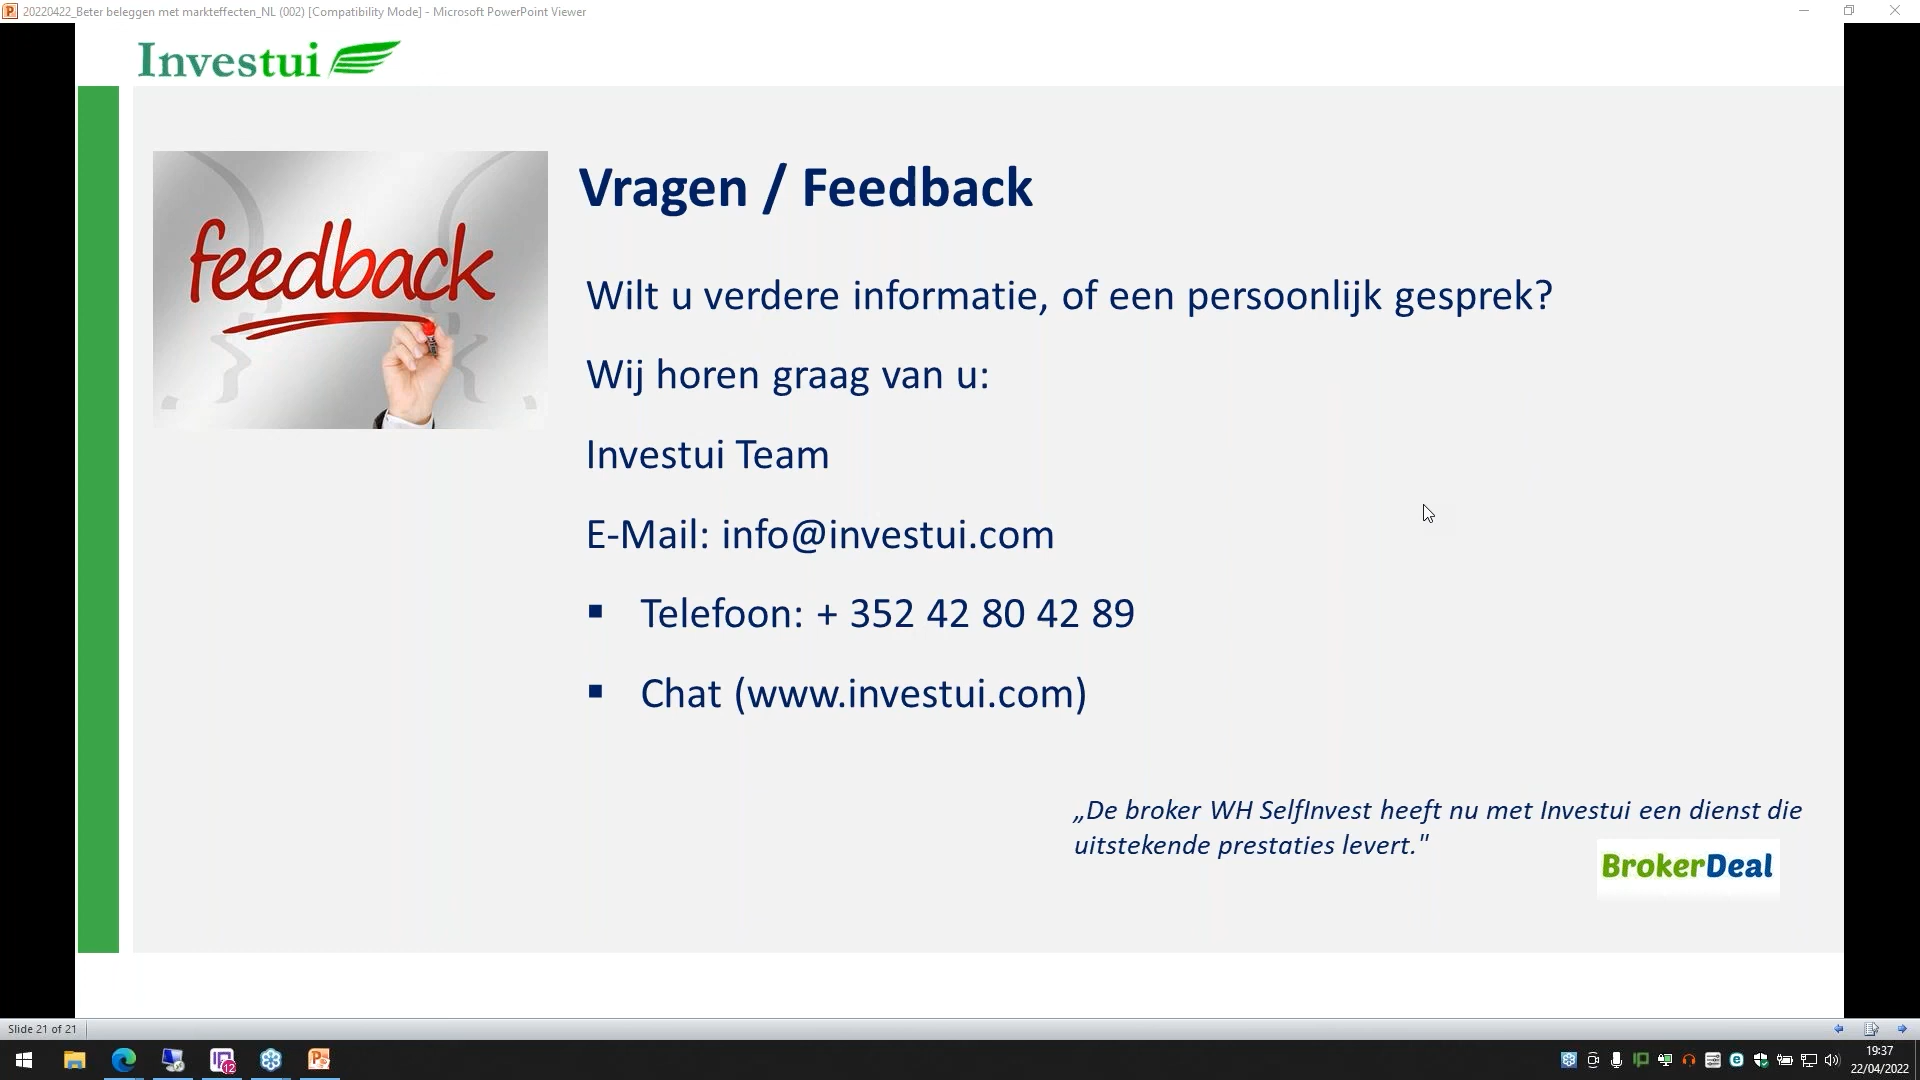 20220422_Beter beleggen met markteffecten_NL (002) [Compatibility Mode] - Microsoft PowerPoint Viewer
Investui
feedback
Vragen / Feedback
Wilt u verdere informatie, of een persoonlijk gesprek?
Wij horen graag van u:
Investui Team
E-Mail: info@investui.com
▪ Telefoon: + 352 42 80 42 89
▪ Chat (www.investui.com)
„De broker WH SelfInvest heeft nu met Investui een dienst die
uitstekende prestaties levert."
BrokerDeal
Slide 21 of 21
12
19:37
22/04/2022